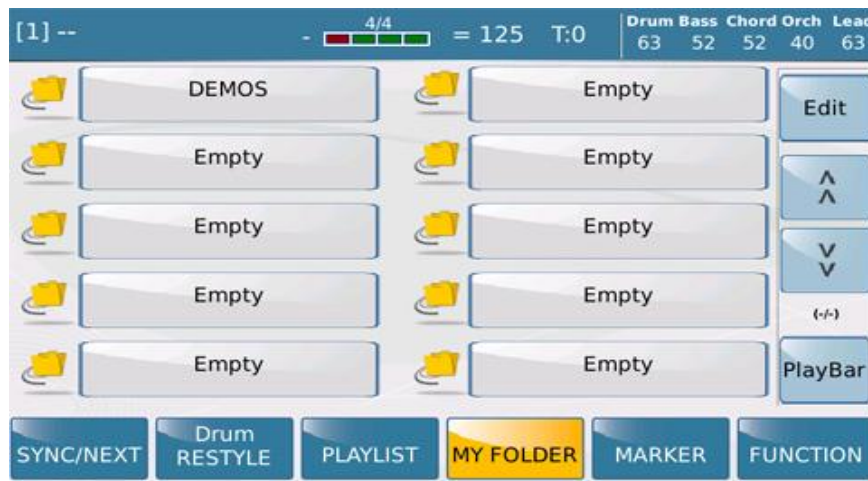 [1] -- - 4/4 = 125 T:0 Drum Bass Chord Orch Lead
63 52 52 40 63
DEMOS Empty Edit
Empty Empty ^^
Empty Empty vv
Empty Empty (-/-)
Empty Empty PlayBar
SYNC/NEXT Drum RESTYLE PLAYLIST MY FOLDER MARKER FUNCTION